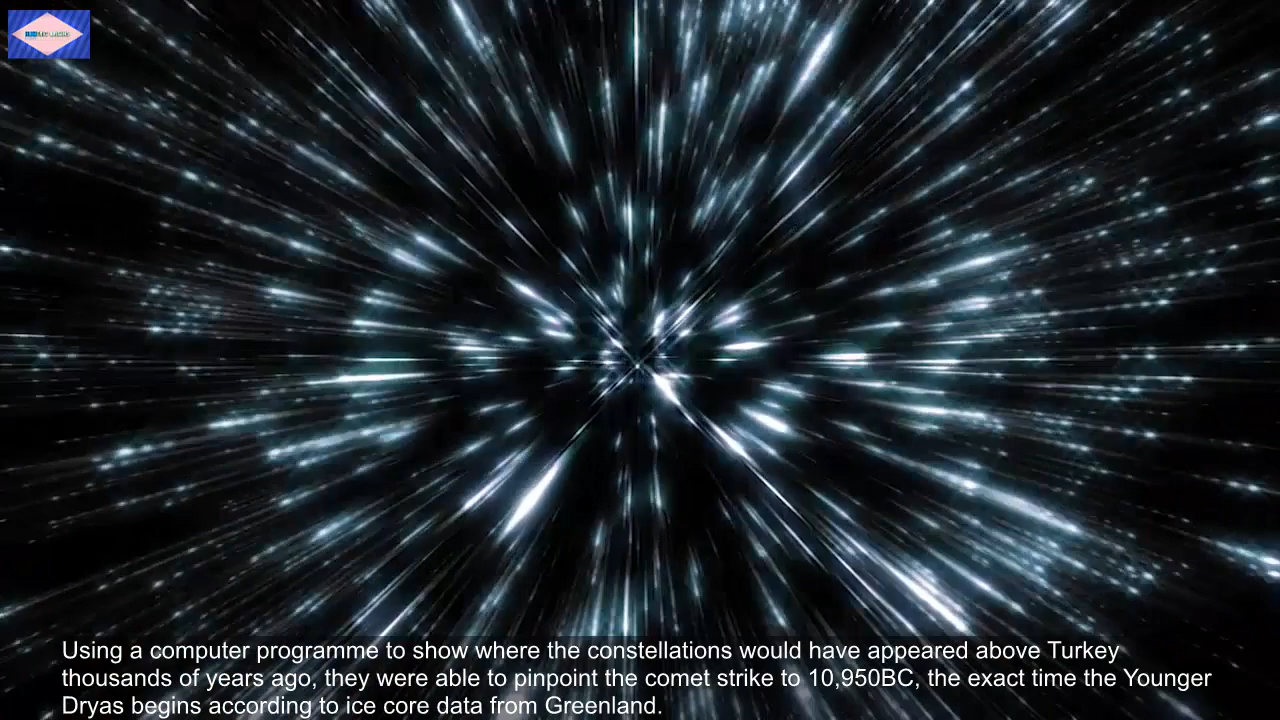 Using a computer programme to show where the constellations would have appeared above Turkey
thousands of years ago, they were able to pinpoint the comet strike to 10,950BC, the exact time the Younger
Dryas begins according to ice core data from Greenland.